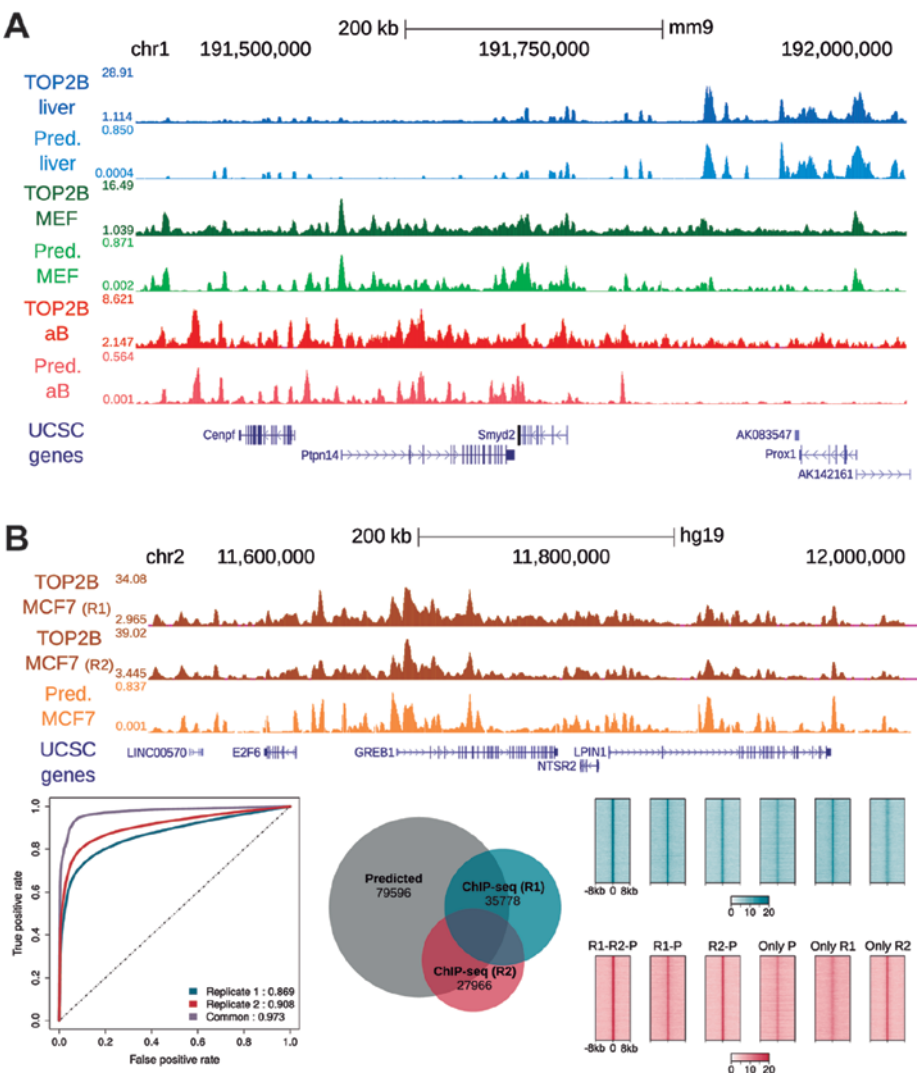 A
200 kb mm9
chr1 191,500,000 191,750,000 192,000,000
TOP2B
liver
28.91
1.114
Pred.
liver
0.850
0.0004
TOP2B
MEF
16.49
1.039
Pred.
MEF
0.871
0.002
TOP2B
aB
8.621
2.147
Pred.
aB
0.564
0.001
UCSC
genes
Cenpf Smyd2 AK083547
Ptpn14 Prox1
AK142161
B
200 kb hg19
chr2 11,600,000 11,800,000 12,000,000
TOP2B
MCF7 (R1)
34.08
2.965
TOP2B
MCF7 (R2)
39.02
3.445
Pred.
MCF7
0.837
0.001
UCSC
genes
LINC00570 E2F6 GREB1 LPIN1
NTSR2
True positive rate
1.0
0.8
0.6
0.4
0.2
0.0
Replicate 1 : 0.869
Replicate 2 : 0.908
Common : 0.973
0.0 0.2 0.4 0.6 0.8 1.0
False positive rate
Predicted
79596
ChIP-seq (R1)
35778
ChIP-seq (R2)
27966
-8kb 0 8kb
0 10 20
R1-R2-P R1-P R2-P Only P Only R1 Only R2
-8kb 0 8kb
0 10 20